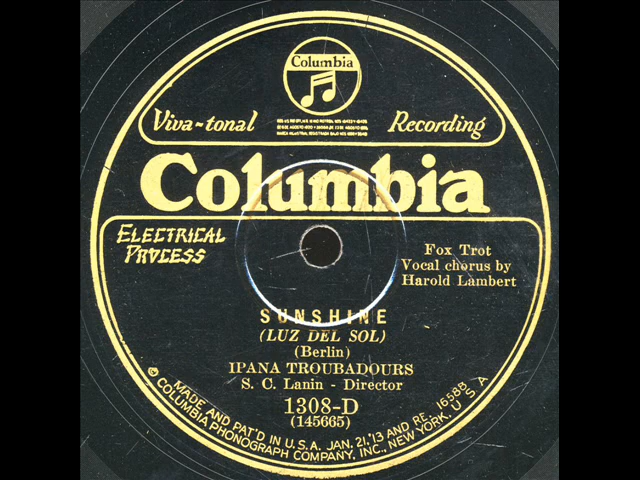 Columbia
Viva-tonal Recording
Columbia
ELECTRICAL
PROCESS
Fox Trot
Vocal chorus by
Harold Lambert
SUNSHINE
(LUZ DEL SOL)
(Berlin)
IPANA TROUBADOURS
S. C. Lanin - Director
1308-D
(145665)
MADE AND PAT'D IN U.S.A. JAN. 21, '13 AND RE. 16588
© COLUMBIA PHONOGRAPH COMPANY, INC., NEW YORK, U S A